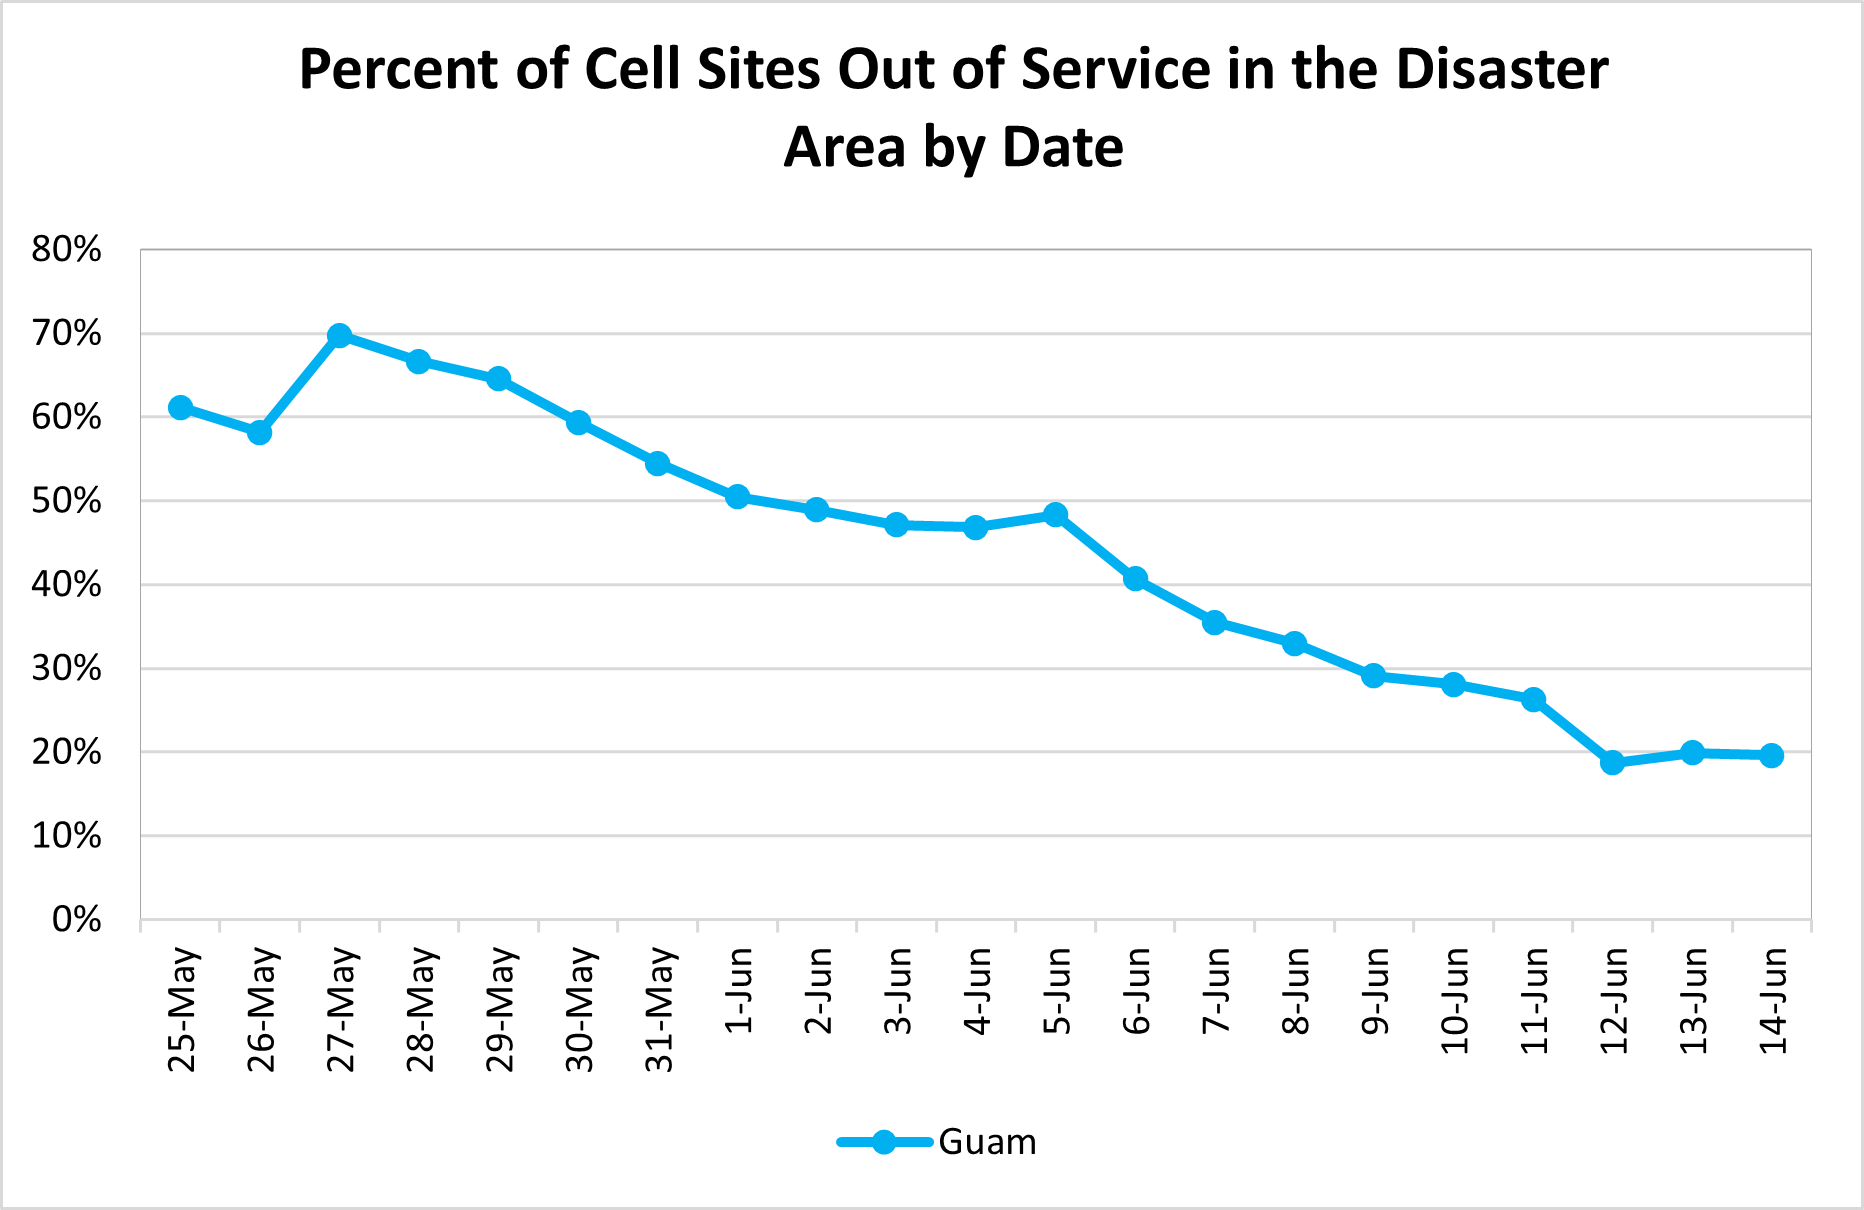 Percent of Cell Sites Out of Service in the Disaster
Area by Date
80%
70%
60%
50%
40%
30%
20%
10%
0%
25-May
26-May
27-May
28-May
29-May
30-May
31-May
1-Jun
2-Jun
3-Jun
4-Jun
5-Jun
6-Jun
7-Jun
8-Jun
9-Jun
10-Jun
11-Jun
12-Jun
13-Jun
14-Jun
Guam